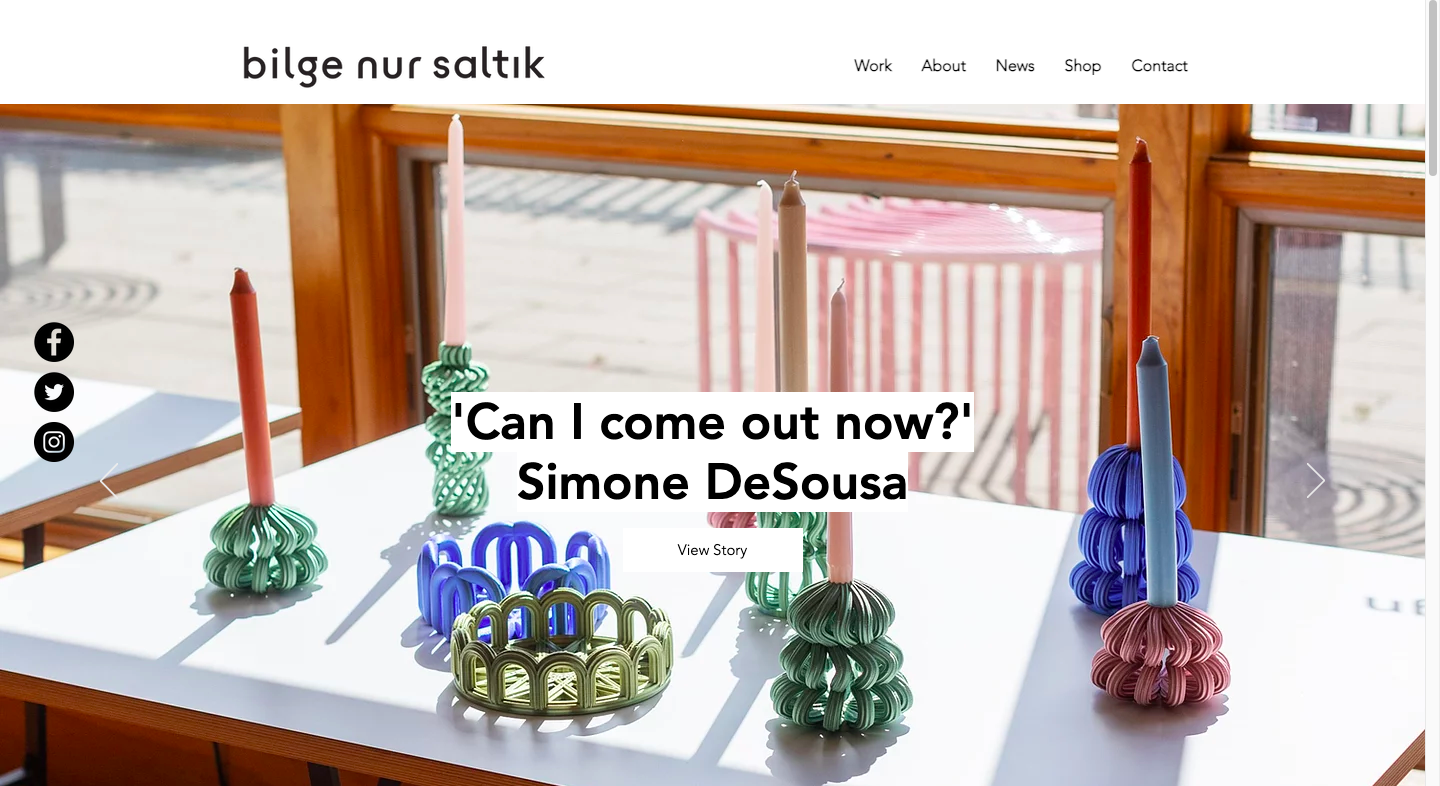 bilge nur saltık
Work About News Shop Contact
'Can I come out now?'
Simone DeSousa
View Story